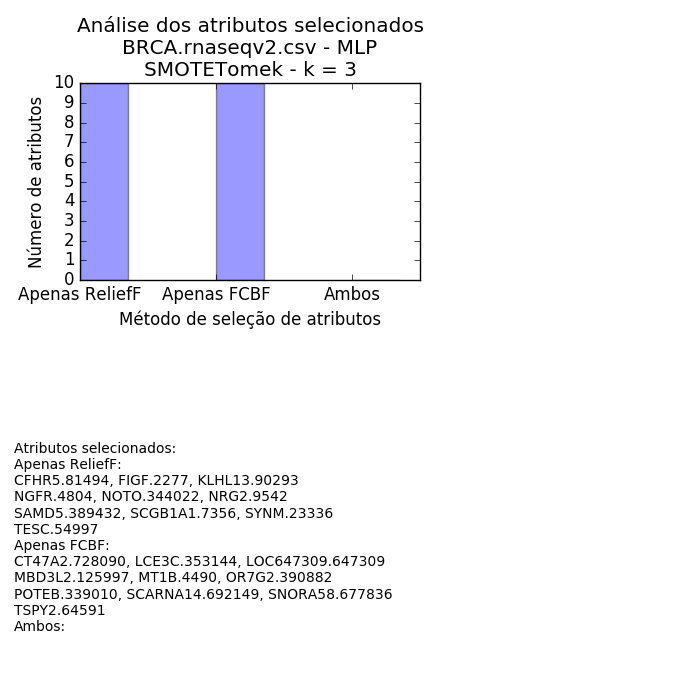 Análise dos atributos selecionados
BRCA.rnaseqv2.csv - MLP
SMOTETomek - k = 3
10
9
8
7
6
5
4
3
2
1
0
Número de atributos
Apenas ReliefF
Apenas FCBF
Ambos
Método de seleção de atributos
Atributos selecionados:
Apenas ReliefF:
CFHR5.81494, FIGF.2277, KLHL13.90293
NGFR.4804, NOTO.344022, NRG2.9542
SAMD5.389432, SCGB1A1.7356, SYNM.23336
TESC.54997
Apenas FCBF:
CT47A2.728090, LCE3C.353144, LOC647309.647309
MBD3L2.125997, MT1B.4490, OR7G2.390882
POTEB.339010, SCARNA14.692149, SNORA58.677836
TSPY2.64591
Ambos: